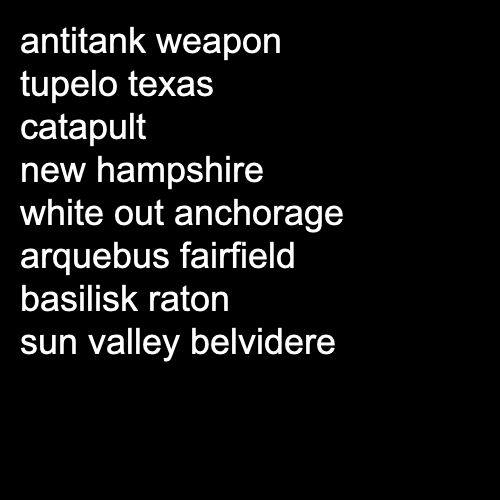 antitank weapon
tupelo texas
catapult
new hampshire
white out anchorage
arquebus fairfield
basilisk raton
sun valley belvidere